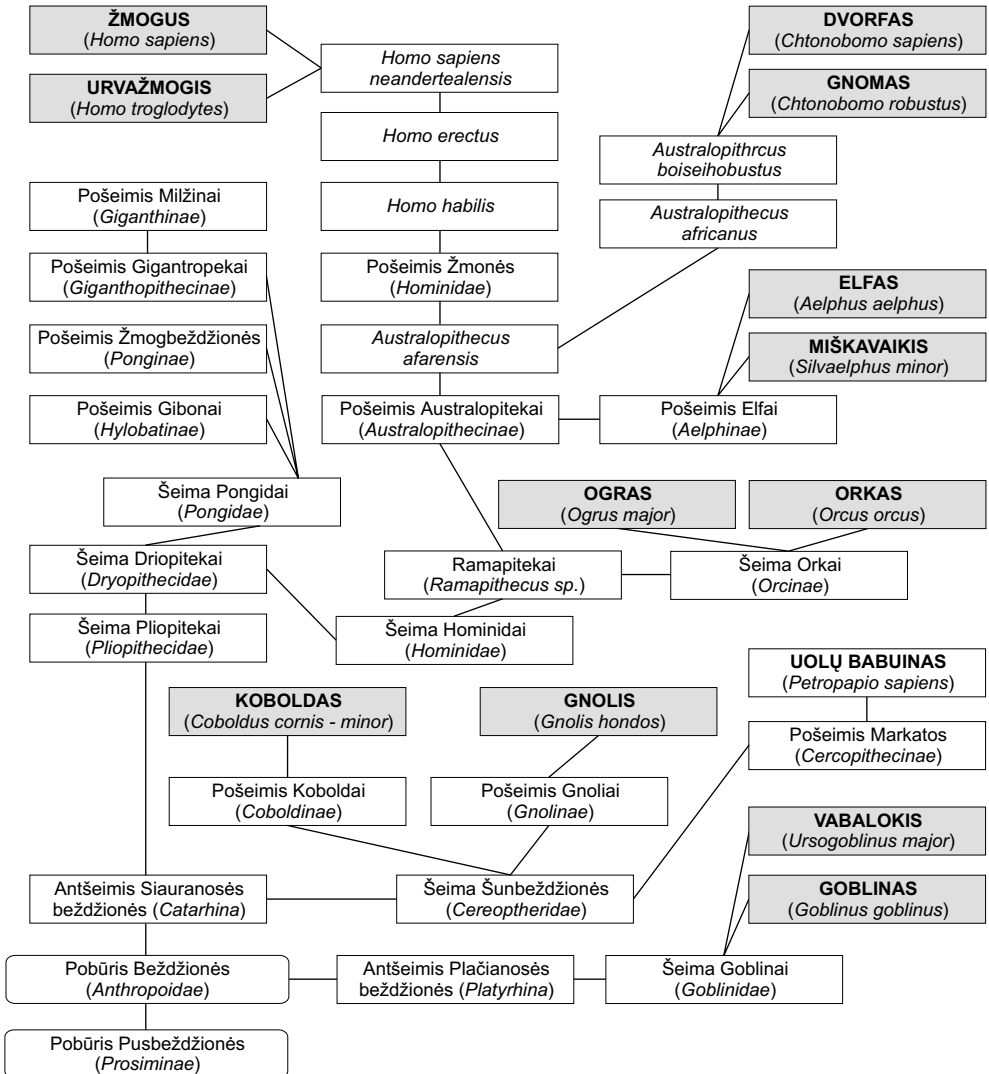 ŽMOGUS
(Homo sapiens)
URVAŽMOGIS
(Homo troglodytes)
Homo sapiens
neandertealensis
Homo erectus
Homo habilis
Pošeimis Žmonės
(Hominidae)
Australopithecus
afarensis
Pošeimis Australopitekai
(Australopithecinae)
DVORFAS
(Chtonobomo sapiens)
GNOMAS
(Chtonobomo robustus)
Australopithrcus
boiseihobustus
Australopithecus
africanus
ELFAS
(Aelphus aelphus)
MIŠKAVAIKIS
(Silvaelphus minor)
Pošeimis Elfai
(Aelphinae)
Pošeimis Milžinai
(Giganthinae)
Pošeimis Gigantropekai
(Giganthopithecinae)
Pošeimis Žmogbeždžionės
(Ponginae)
Pošeimis Gibonai
(Hylobatinae)
Šeima Pongidai
(Pongidae)
OGRAS
(Ogrus major)
ORKAS
(Orcus orcus)
Šeima Driopitekai
(Dryopithecidae)
Ramapitekai
(Ramapithecus sp.)
Šeima Orkai
(Orcinae)
Šeima Pliopitekai
(Pliopithecidae)
Šeima Hominidai
(Hominidae)
UOLŲ BABUINAS
(Petropapio sapiens)
KOBOLDAS
(Coboldus cornis - minor)
GNOLIS
(Gnolis hondos)
Pošeimis Markatos
(Cercopithecinae)
Pošeimis Koboldai
(Coboldinae)
Pošeimis Gnoliai
(Gnolinae)
VABALOKIS
(Ursogoblinus major)
GOBLINAS
(Goblinus goblinus)
Antšeimis Siauranosės
beždžionės (Catarhina)
Šeima Šunbeždžionės
(Cereoptheridae)
Pobūris Beždžionės
(Anthropoidae)
Antšeimis Plačianosės
beždžionės (Platyrhina)
Šeima Goblinai
(Goblinidae)
Pobūris Pusbeždžionės
(Prosiminae)